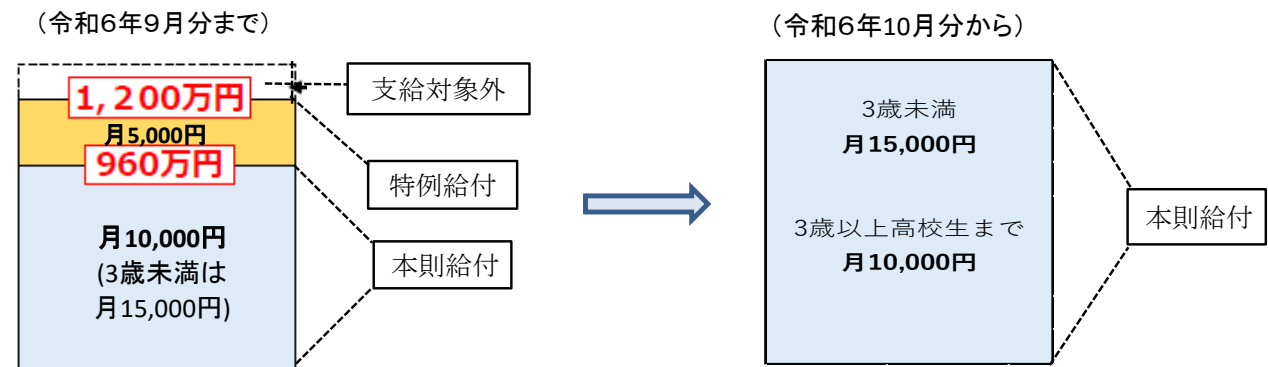 （令和６年９月分まで）
支給対象外
1,200万円
月5,000円
960万円
特例給付
月10,000円
(3歳未満は
月15,000円)
本則給付
（令和６年10月分から）
３歳未満
月15,000円
３歳以上高校生まで
月10,000円
本則給付